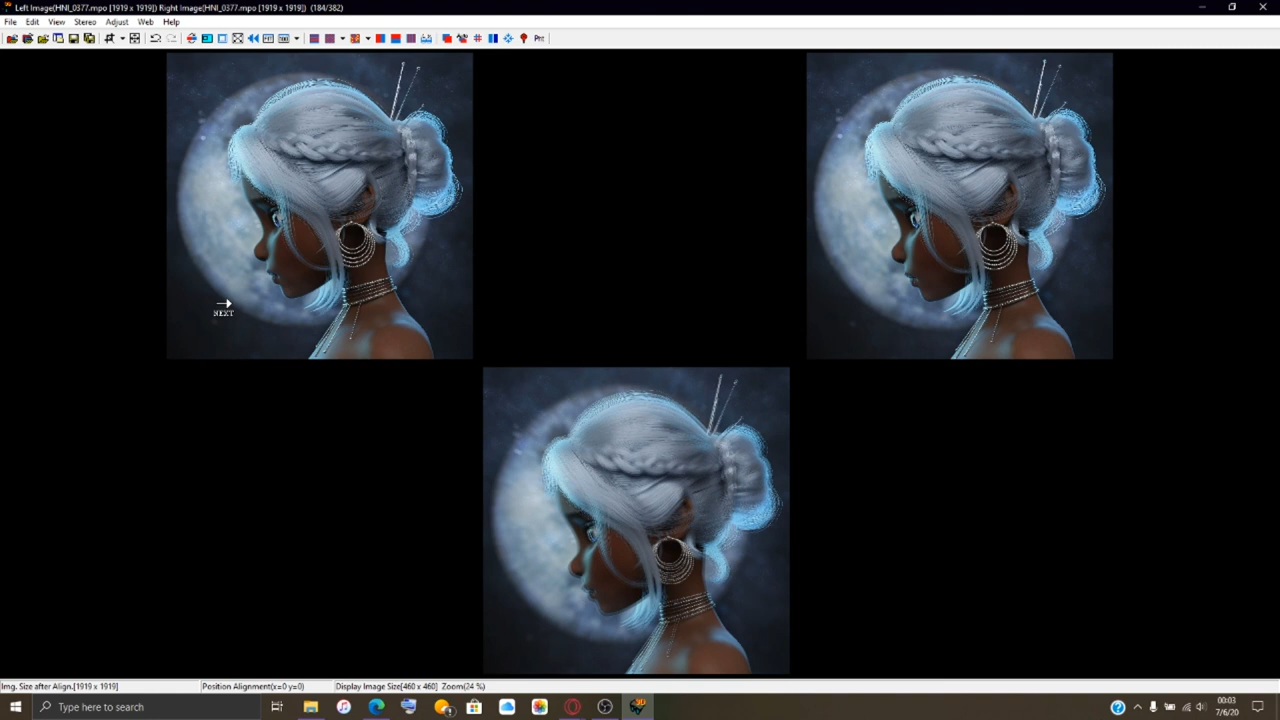 Left Image(HNI_0377.mpo [1919 x 1919]) Right Image(HNI_0377.mpo [1919 x 1919]) (184/382)
File Edit View Stereo Adjust Web Help
Pre
NEXT
Img. Size after Align.[1919 x 1919] Position Alignment(x=0 y=0) Display Image Size[460 x 460] Zoom(24 %)
Type here to search
00:03
7/6/20